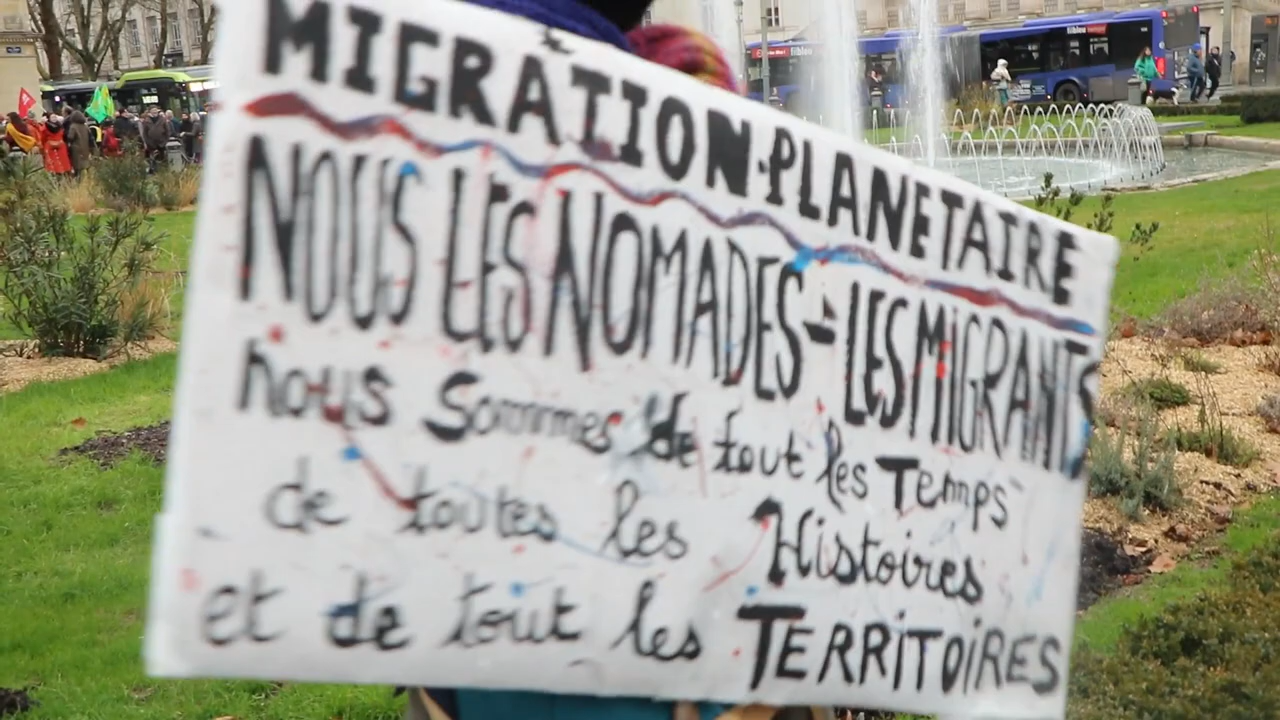 MIGRATION·PLANETAIRE
NOUS LES NOMADES - LES MIGRANTS
nous sommes de tout les Temps
de toutes les Histoires
et de tout les TERRITOIRES
filbleu